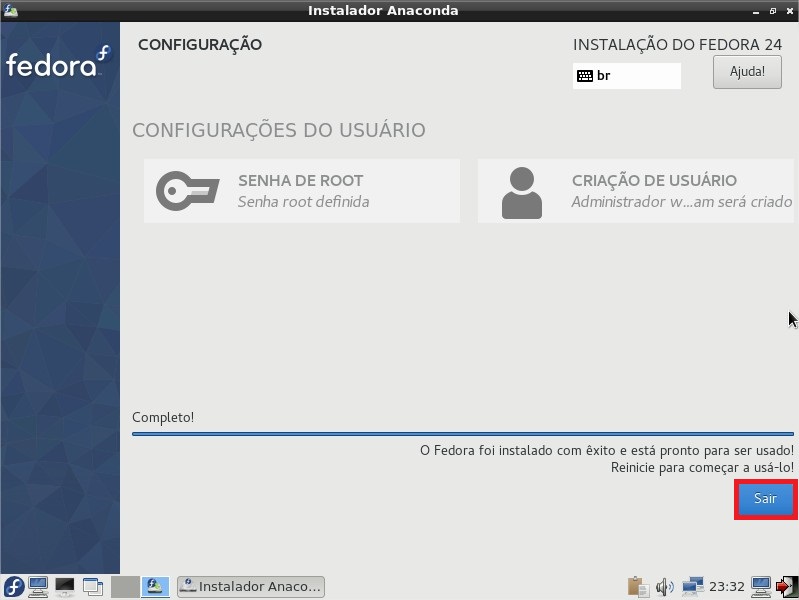 Instalador Anaconda
fedora
CONFIGURAÇÃO
INSTALAÇÃO DO FEDORA 24
br
Ajuda!
CONFIGURAÇÕES DO USUÁRIO
SENHA DE ROOT
Senha root definida
CRIAÇÃO DE USUÁRIO
Administrador w...am será criado
Completo!
O Fedora foi instalado com êxito e está pronto para ser usado!
Reinicie para começar a usá-lo!
Sair
Instalador Anaco...
23:32